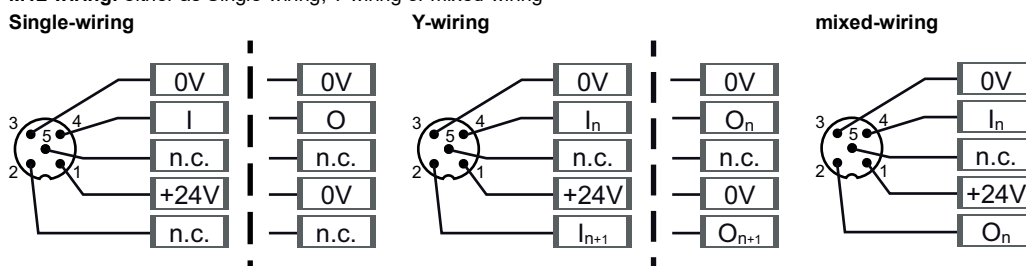 M12-wiring: either as Single-wiring, Y-wiring or mixed-wiring
Single-wiring
Y-wiring
mixed-wiring
3 4
5
2 1
0V
I
n.c.
+24V
n.c.
0V
O
n.c.
0V
n.c.
3 4
5
2 1
0V
In
n.c.
+24V
In+1
0V
On
n.c.
0V
On+1
3 4
5
2 1
0V
In
n.c.
+24V
On